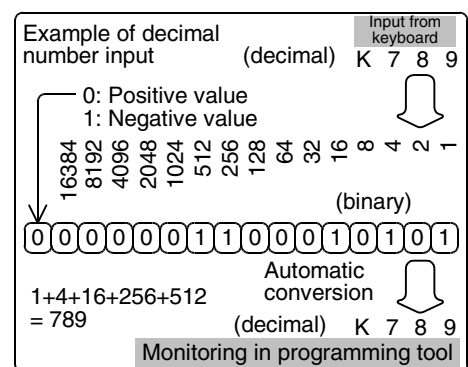 Example of decimal
number input
Input from
keyboard
(decimal) K 7 8 9
0: Positive value
1: Negative value
16384 8192 4096 2048 1024 512 256 128 64 32 16 8 4 2 1
(binary)
0 0 0 0 0 0 1 1 0 0 0 1 0 1 0 1
Automatic
conversion
1+4+16+256+512
= 789
(decimal) K 7 8 9
Monitoring in programming tool